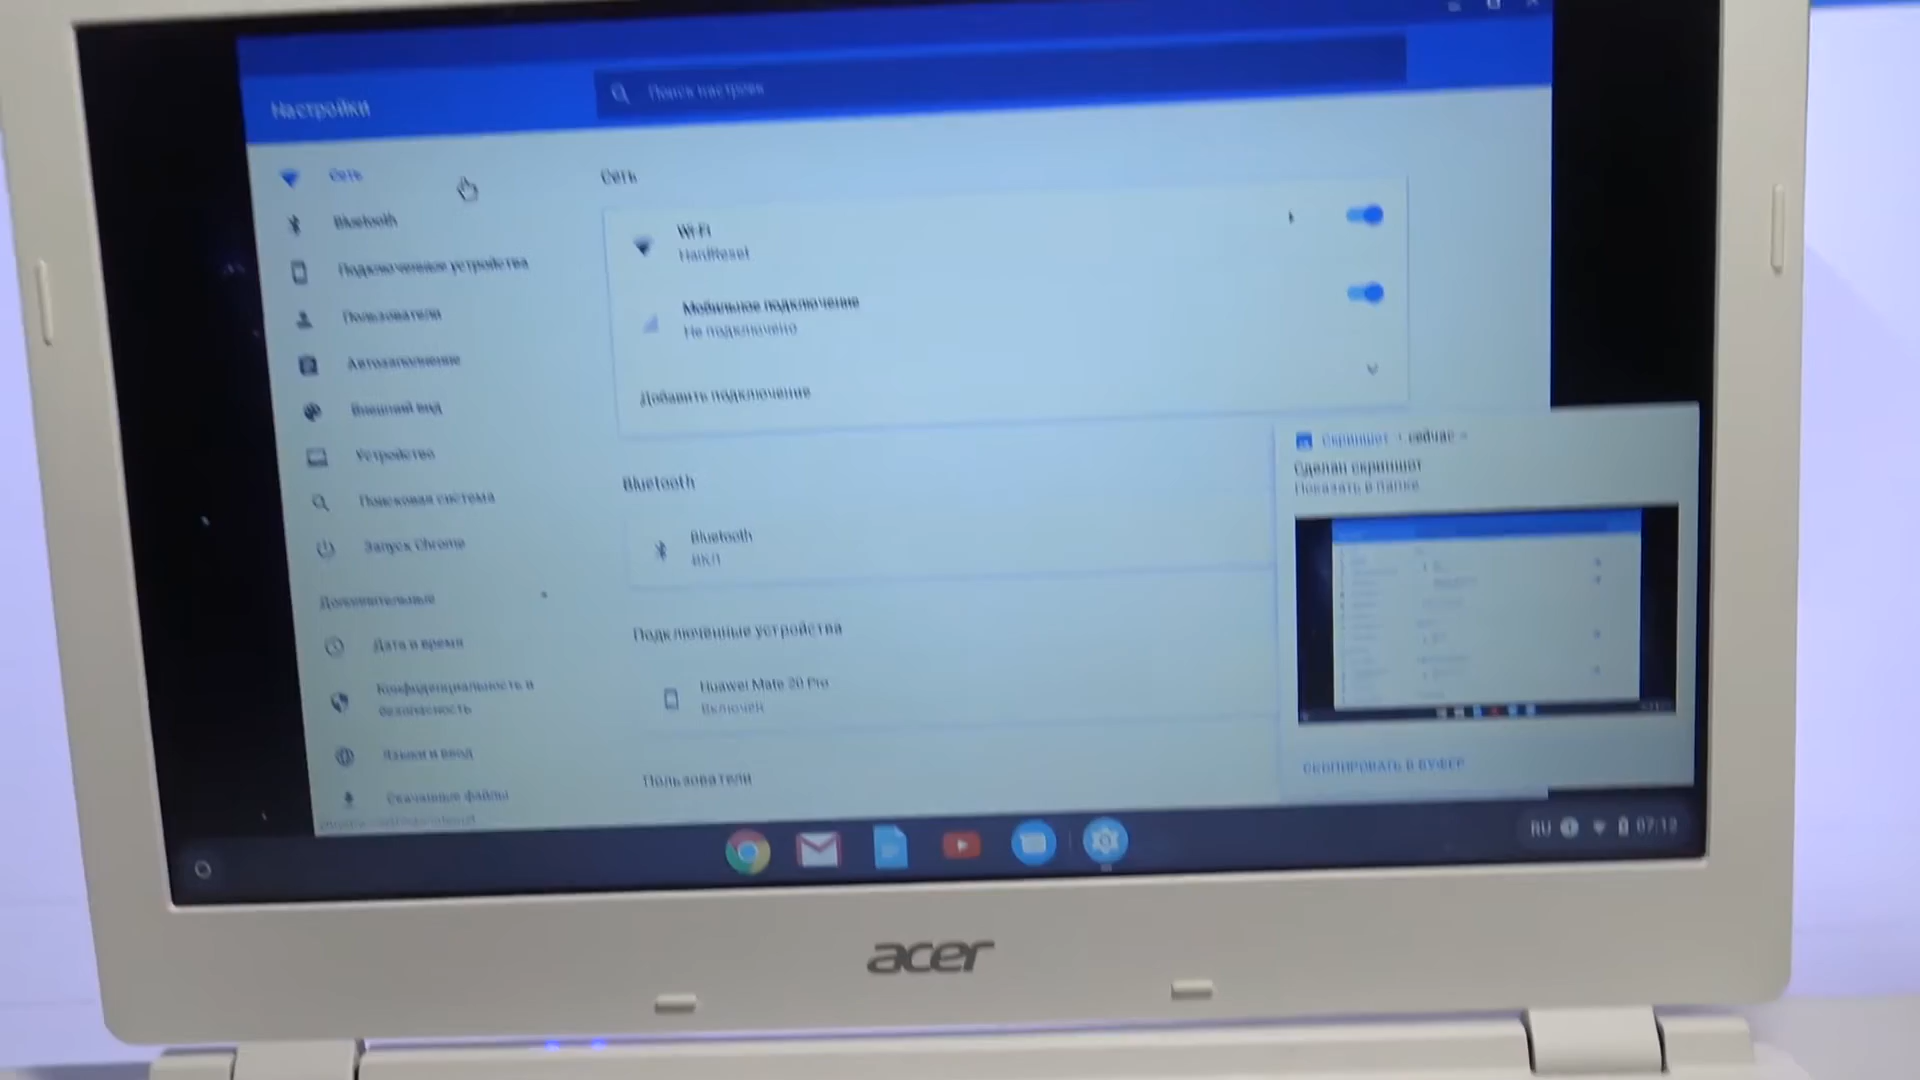 Настройки
Поиск настроек
Сеть
Bluetooth
Подключенные устройства
Пользователи
Автозаполнение
Внешний вид
Устройство
Поисковая система
Запуск Chrome
Дополнительные
Дата и время
Конфиденциальность и
безопасность
Языки и ввод
Скачанные файлы
Сеть
Wi-Fi
HardReset
Мобильное подключение
Не подключено
Добавить подключение
Bluetooth
Bluetooth
ВКЛ
Подключенные устройства
Huawei Mate 20 Pro
Включен
Пользователи
Скриншот · сейчас
Сделан скриншот
Показать в папке
СКОПИРОВАТЬ В БУФЕР
RU
07:12
acer